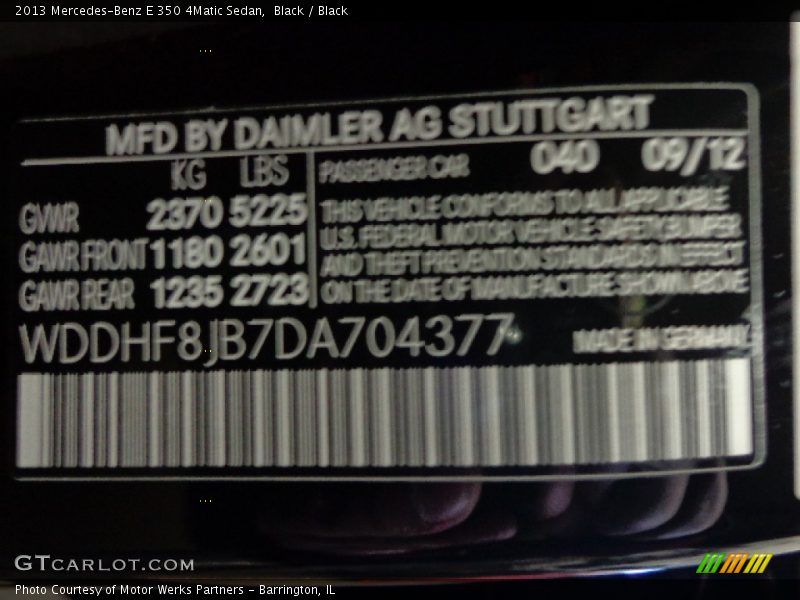 2013 Mercedes-Benz E 350 4Matic Sedan, Black / Black
MFD BY DAIMLER AG STUTTGART
KG LBS
PASSENGER CAR 040 09/12
GVWR 2370 5225
GAWR FRONT 1180 2601
GAWR REAR 1235 2723
THIS VEHICLE CONFORMS TO ALL APPLICABLE
U.S. FEDERAL MOTOR VEHICLE SAFETY BUMPER
AND THEFT PREVENTION STANDARDS IN EFFECT
ON THE DATE OF MANUFACTURE SHOWN ABOVE
WDDHF8JB7DA704377
MADE IN GERMANY
GTCARLOT.COM
Photo Courtesy of Motor Werks Partners - Barrington, IL